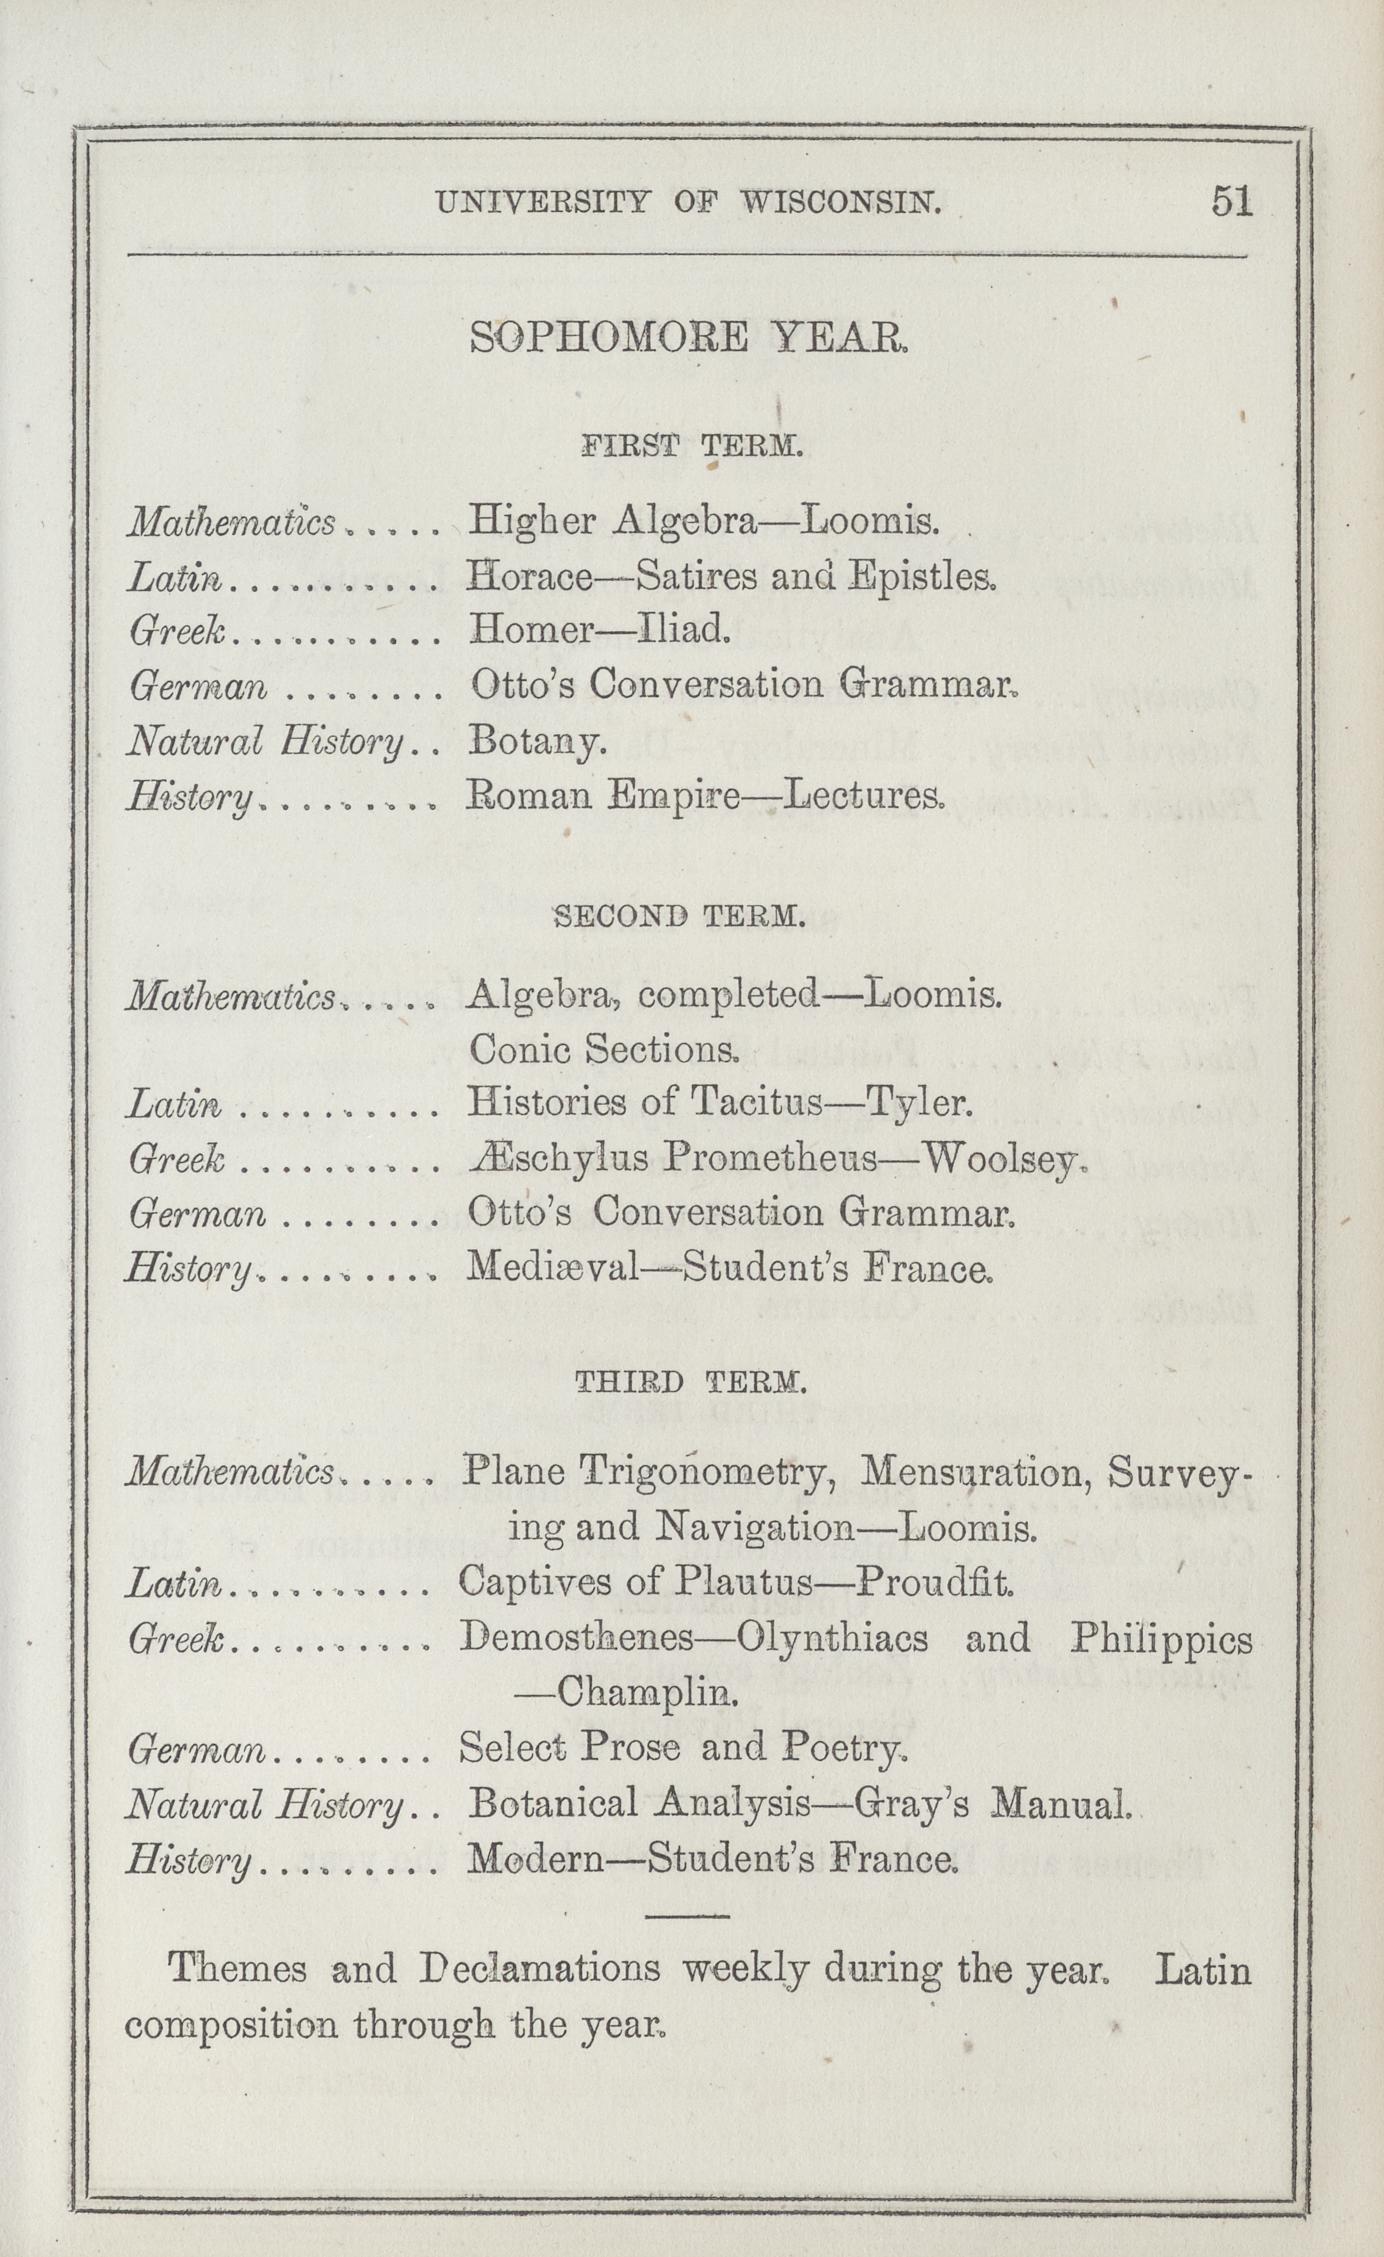 UNIVERSITY OF WISCONSIN. 51
SOPHOMORE YEAR.
FIRST TERM.
Mathematics..... Higher Algebra—Loomis.
Latin........... Horace—Satires and Epistles.
Greek........... Homer—Iliad.
German ........ Otto's Conversation Grammar.
Natural History.. Botany.
History......... Roman Empire—Lectures.
SECOND TERM.
Mathematics..... Algebra, completed—Loomis.
Conic Sections.
Latin .......... Histories of Tacitus—Tyler.
Greek .......... Æschylus Prometheus—Woolsey.
German ........ Otto's Conversation Grammar.
History......... Mediæval—Student's France.
THIRD TERM.
Mathematics..... Plane Trigonometry, Mensuration, Survey-
ing and Navigation—Loomis.
Latin.......... Captives of Plautus—Proudfit.
Greek.......... Demosthenes—Olynthiacs and Philippics
—Champlin.
German........ Select Prose and Poetry.
Natural History.. Botanical Analysis—Gray's Manual.
History......... Modern—Student's France.
Themes and Declamations weekly during the year. Latin
composition through the year.